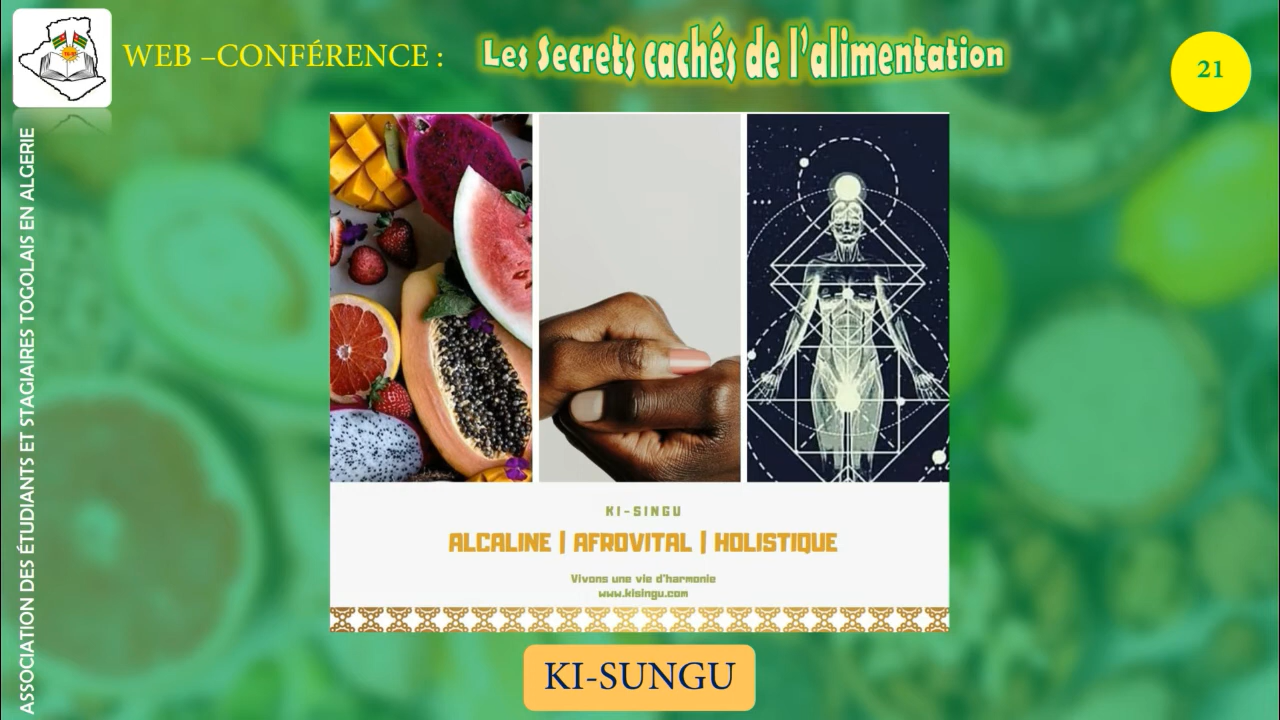 WEB –CONFÉRENCE :
Les Secrets cachés de l'alimentation
21
ASSOCIATION DES ÉTUDIANTS ET STAGIAIRES TOGOLAIS EN ALGERIE
KI-SINGU
ALCALINE | AFROVITAL | HOLISTIQUE
Vivons une vie d'harmonie
www.kisingu.com
KI-SUNGU